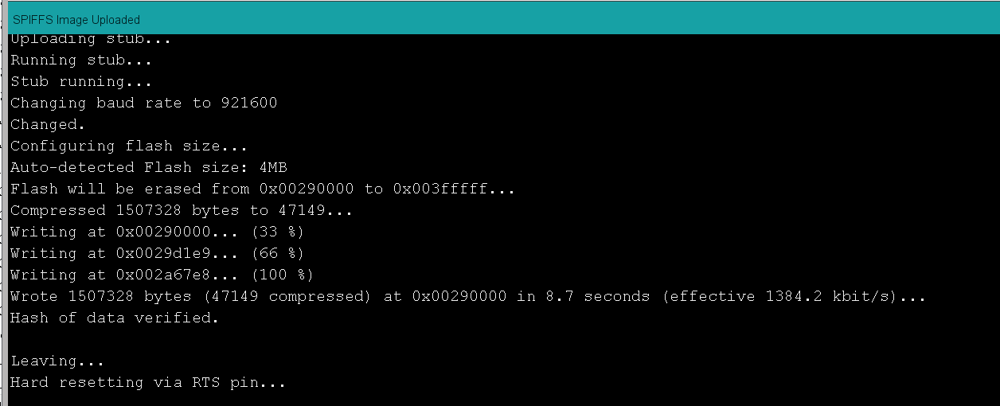 SPIFFS Image Uploaded
Uploading stub...
Running stub...
Stub running...
Changing baud rate to 921600
Changed.
Configuring flash size...
Auto-detected Flash size: 4MB
Flash will be erased from 0x00290000 to 0x003fffff...
Compressed 1507328 bytes to 47149...
Writing at 0x00290000... (33 %)
Writing at 0x0029d1e9... (66 %)
Writing at 0x002a67e8... (100 %)
Wrote 1507328 bytes (47149 compressed) at 0x00290000 in 8.7 seconds (effective 1384.2 kbit/s)...
Hash of data verified.
Leaving...
Hard resetting via RTS pin...